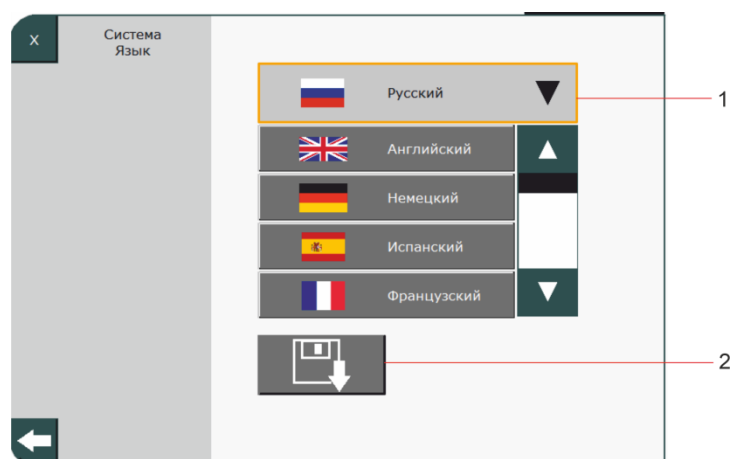 x
Система
Язык
Русский
1
Английский
Немецкий
Испанский
Французский
2